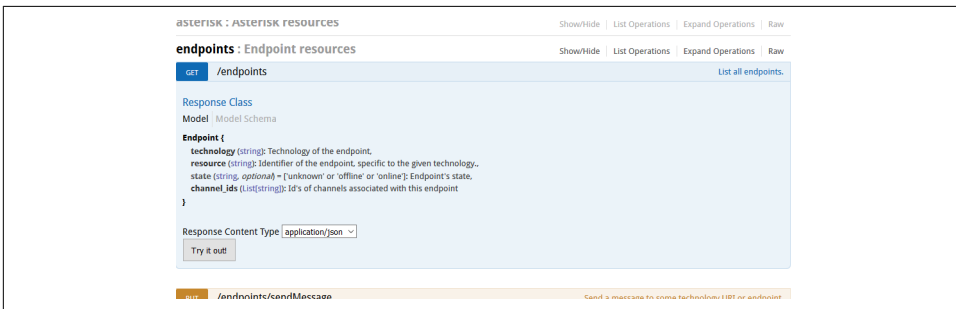 asterisk : Asterisk resources Show/Hide List Operations Expand Operations Raw
endpoints : Endpoint resources Show/Hide List Operations Expand Operations Raw
GET /endpoints List all endpoints.
Response Class
Model Model Schema
Endpoint {
technology (string): Technology of the endpoint,
resource (string): Identifier of the endpoint, specific to the given technology.,
state (string, optional) = ['unknown' or 'offline' or 'online']: Endpoint's state,
channel_ids (List[string]): Id's of channels associated with this endpoint
}
Response Content Type application/json
Try it out!
PUT /endpoints/sendMessage Send a message to some technology URI or endpoint.